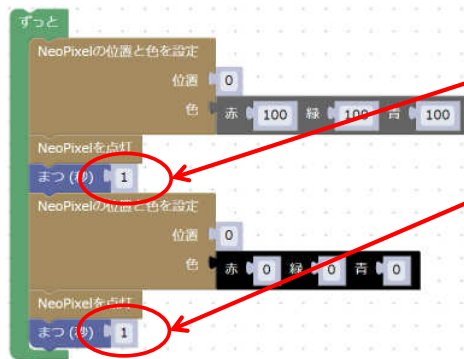 ずっと
NeoPixelの位置と色を設定
位置 0
色 赤 100 緑 100 青 100
NeoPixelを点灯
まつ (秒) 1
NeoPixelの位置と色を設定
位置 0
色 赤 0 緑 0 青 0
NeoPixelを点灯
まつ (秒) 1